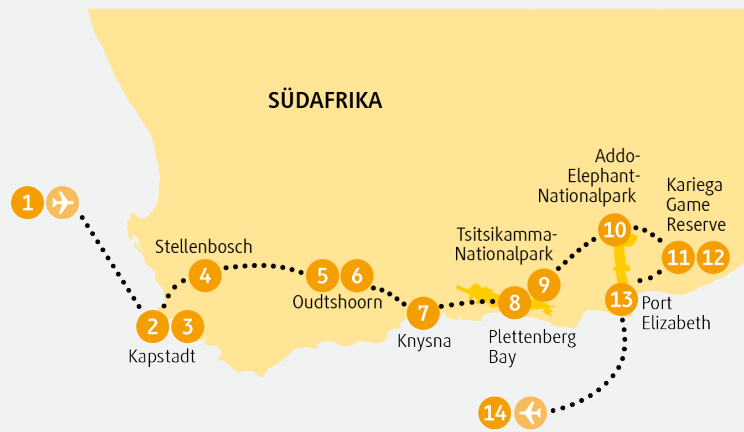 SÜDAFRIKA
1
2
3
Kapstadt
Stellenbosch
4
5
6
Oudtshoorn
7
Knysna
8
Plettenberg
Bay
Tsitsikamma-
Nationalpark
9
Addo-
Elephant-
Nationalpark
10
Kariega
Game
Reserve
11
12
13
Port
Elizabeth
14